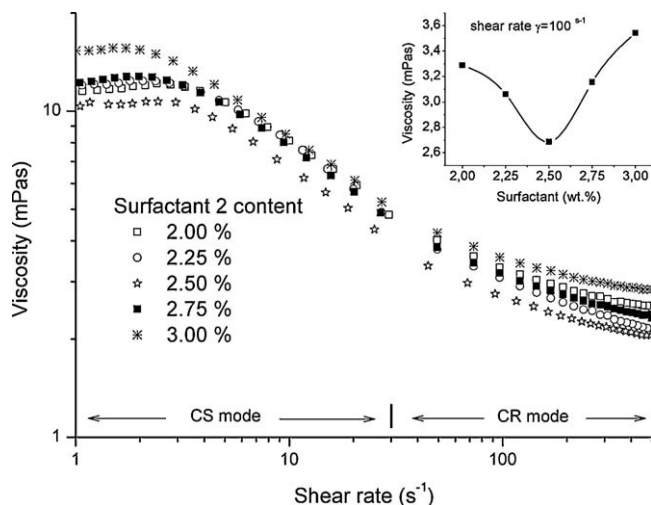 Viscosity (mPas)
10
1
Surfactant 2 content
2.00 %
2.25 %
2.50 %
2.75 %
3.00 %
CS mode
CR mode
1
10
100
Shear rate (s⁻¹)
shear rate γ=100 s-1
Viscosity (mPas)
3,6
3,4
3,2
3,0
2,8
2,6
2,00
2,25
2,50
2,75
3,00
Surfactant (wt.%)